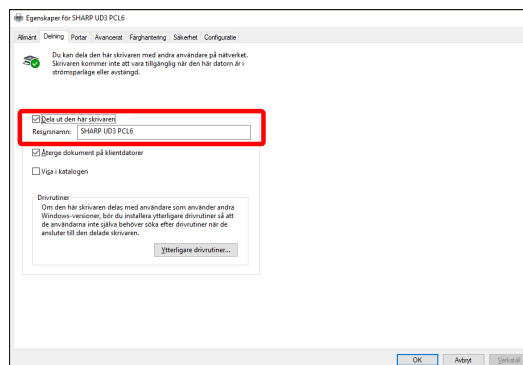 Egenskaper för SHARP UD3 PCL6
Allmänt Delning Portar Avancerat Färghantering Säkerhet Configuratie
Du kan dela den här skrivaren med andra användare på nätverket.
Skrivaren kommer inte att vara tillgänglig när den här datorn är i
strömsparläge eller avstängd.
Dela ut den här skrivaren
Resursnamn: SHARP UD3 PCL6
Återge dokument på klientdatorer
Visa i katalogen
Drivrutiner
Om den här skrivaren delas med användare som använder andra
Windows-versioner, bör du installera ytterligare drivrutiner så att
de användarna inte själva behöver söka efter drivrutiner när de
ansluter till den delade skrivaren.
Ytterligare drivrutiner...
OK Avbryt Verkställ